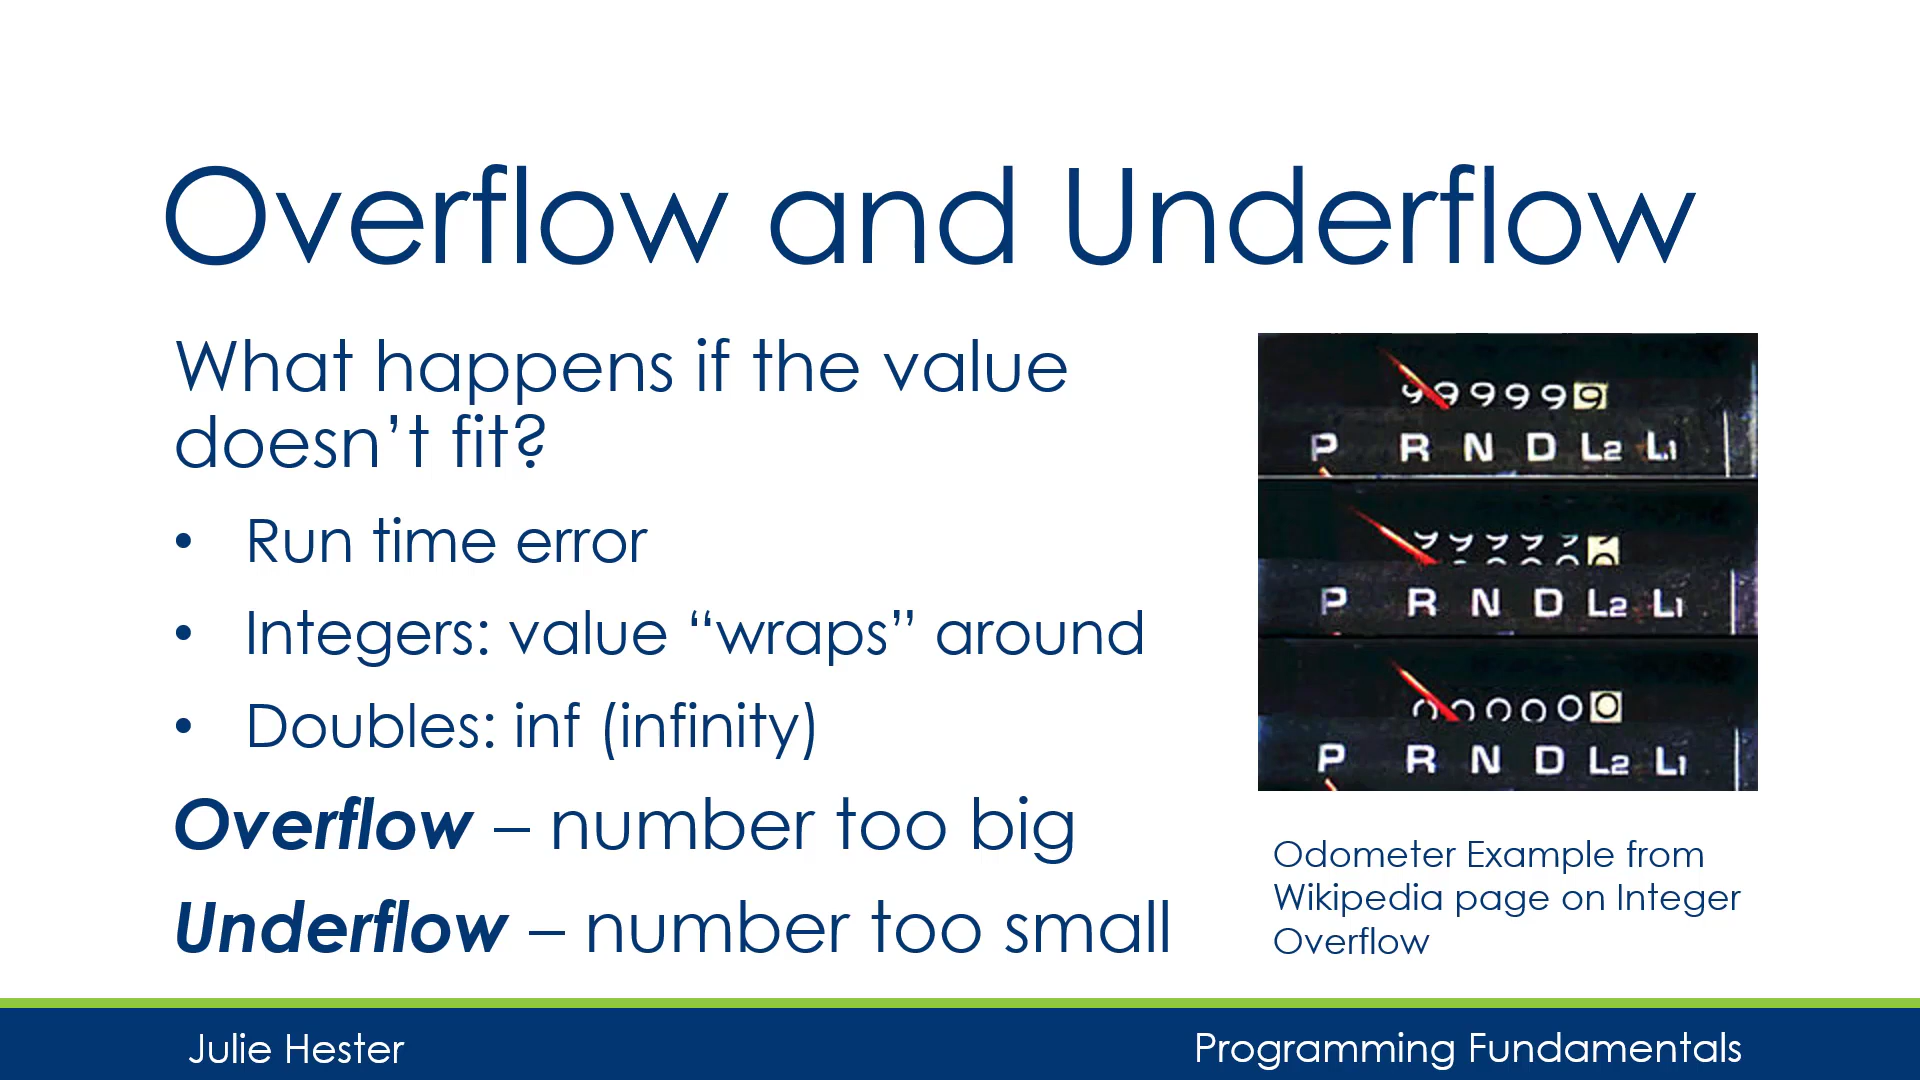 Overflow and Underflow
What happens if the value
doesn’t fit?
• Run time error
• Integers: value “wraps” around
• Doubles: inf (infinity)
Overflow – number too big
Underflow – number too small
999999
P R N D L2 L1
P R N D L2 L1
000000
P R N D L2 L1
Odometer Example from
Wikipedia page on Integer
Overflow
Julie Hester
Programming Fundamentals